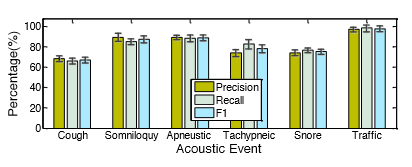 Percentage(%)
100
80
60
40
20
0
Precision
Recall
F1
Cough Somniloquy Apneustic Tachypneic Snore Traffic
Acoustic Event